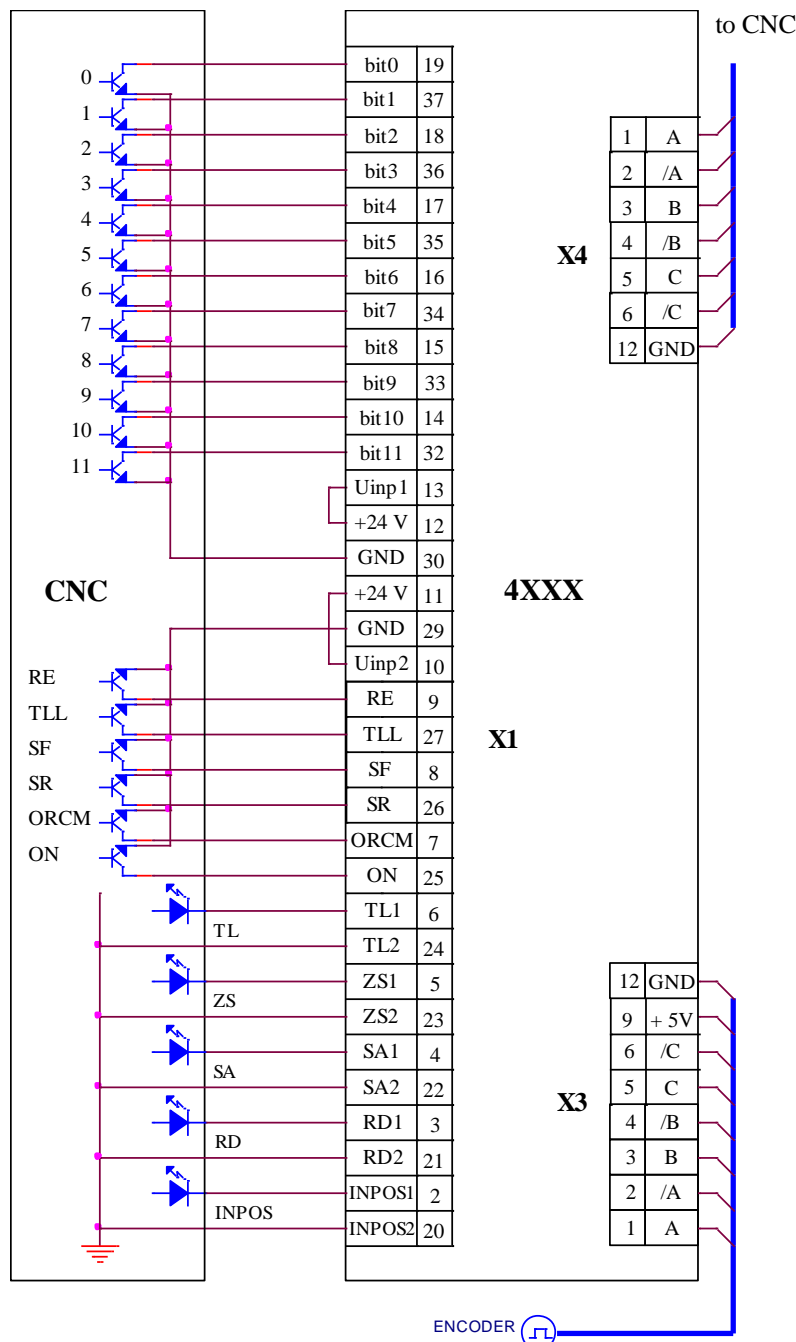 to CNC
0 bit0 19
1 bit1 37
2 bit2 18
3 bit3 36
4 bit4 17
5 bit5 35
6 bit6 16
7 bit7 34
8 bit8 15
9 bit9 33
10 bit10 14
11 bit11 32
Uinp1 13
+24 V 12
GND 30
+24 V 11
GND 29
Uinp2 10
RE RE 9
TLL TLL 27
SF SF 8
SR SR 26
ORCM ORCM 7
ON ON 25
TL TL1 6
TL2 24
ZS ZS1 5
ZS2 23
SA SA1 4
SA2 22
RD RD1 3
RD2 21
INPOS INPOS1 2
INPOS2 20
CNC
4XXX
X1
X4
1 A
2 /A
3 B
4 /B
5 C
6 /C
12 GND
X3
12 GND
9 + 5V
6 /C
5 C
4 /B
3 B
2 /A
1 A
ENCODER